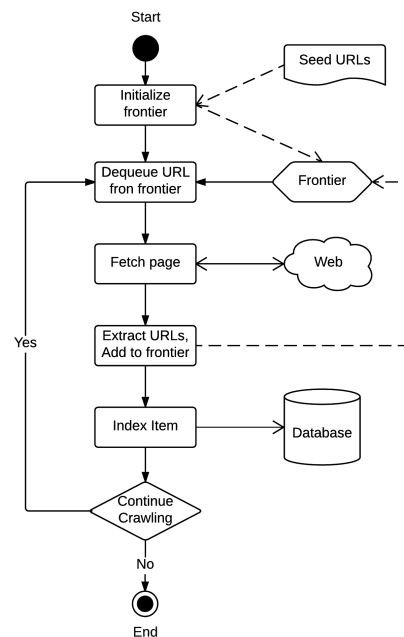 Start
Seed URLs
Initialize
frontier
Dequeue URL
fron frontier
Frontier
Fetch page
Web
Yes
Extract URLs,
Add to frontier
Index Item
Database
Continue
Crawling
No
End